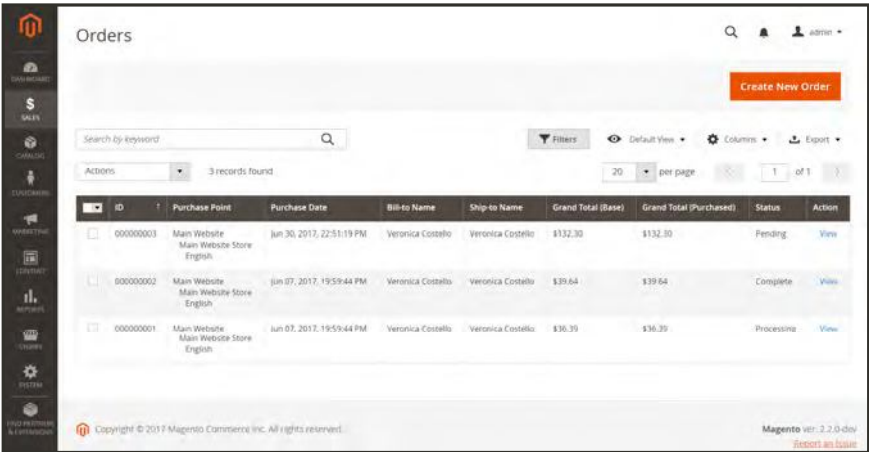 Orders
admin
Create New Order
DASHBOARD
$
SALES
CATALOG
CUSTOMERS
MARKETING
CONTENT
REPORTS
STORES
SYSTEM
FIND PARTNERS
& EXTENSIONS
Search by keyword
Filters Default View Columns Export
Actions 3 records found 20 per page 1 of 1
ID ↑ Purchase Point Purchase Date Bill-to Name Ship-to Name Grand Total (Base) Grand Total (Purchased) Status Action
000000003 Main Website Jun 30, 2017, 22:51:19 PM Veronica Costello Veronica Costello $132.30 $132.30 Pending View
Main Website Store
English
000000002 Main Website Jun 07, 2017, 19:59:44 PM Veronica Costello Veronica Costello $39.64 $39.64 Complete View
Main Website Store
English
000000001 Main Website Jun 07, 2017, 19:59:44 PM Veronica Costello Veronica Costello $36.39 $36.39 Processing View
Main Website Store
English
Copyright © 2017 Magento Commerce Inc. All rights reserved.
Magento ver. 2.2.0-dev
Report an Issue